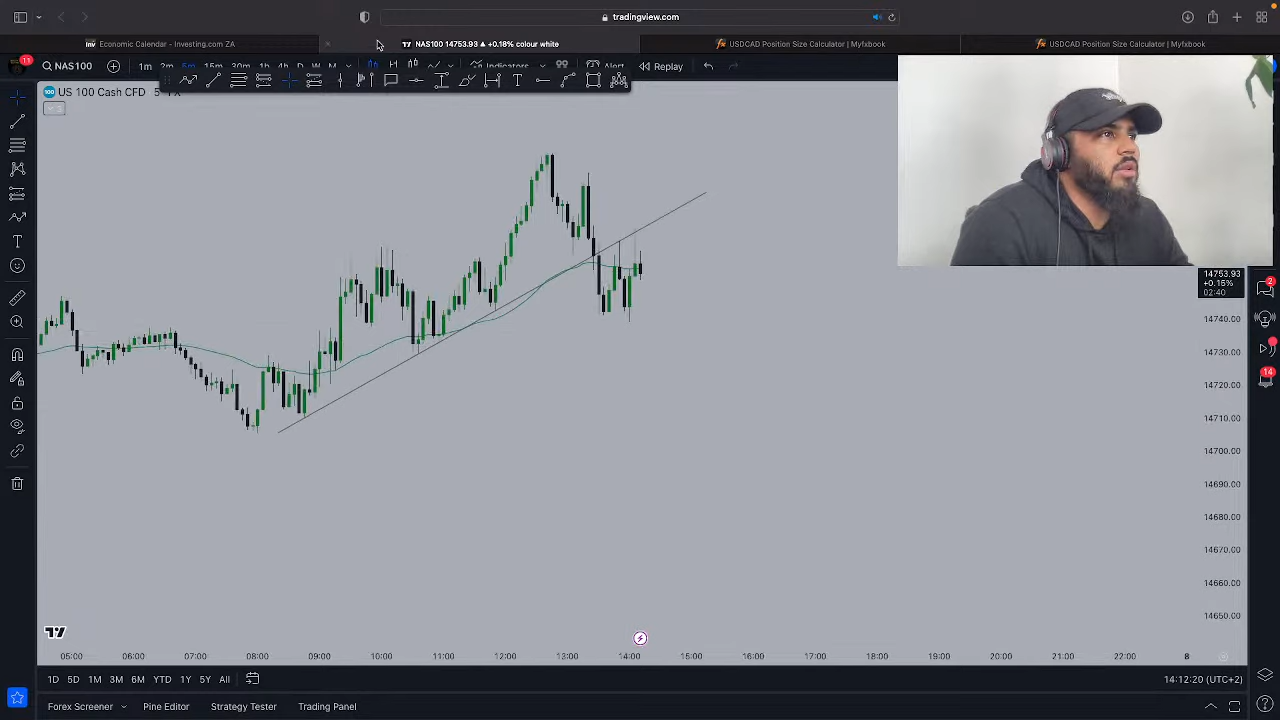 tradingview.com
Economic Calendar - Investing.com ZA
NAS100 14753.93 ▲ +0.18% colour white
USDCAD Position Size Calculator | Myfxbook
USDCAD Position Size Calculator | Myfxbook
11
NAS100
1m
5m
15m
30m
1h
4h
D
W
M
Indicators
Alert
Replay
US 100 Cash CFD
5
14753.93
+0.15%
02:40
14740.00
14730.00
14720.00
14710.00
14700.00
14690.00
14680.00
14670.00
14660.00
14650.00
2
14
05:00 06:00 07:00 08:00 09:00 10:00 11:00 12:00 13:00 14:00 15:00 16:00 17:00 18:00 19:00 20:00 21:00 22:00 8
1D 5D 1M 3M 6M YTD 1Y 5Y All
14:12:20 (UTC+2)
Forex Screener Pine Editor Strategy Tester Trading Panel